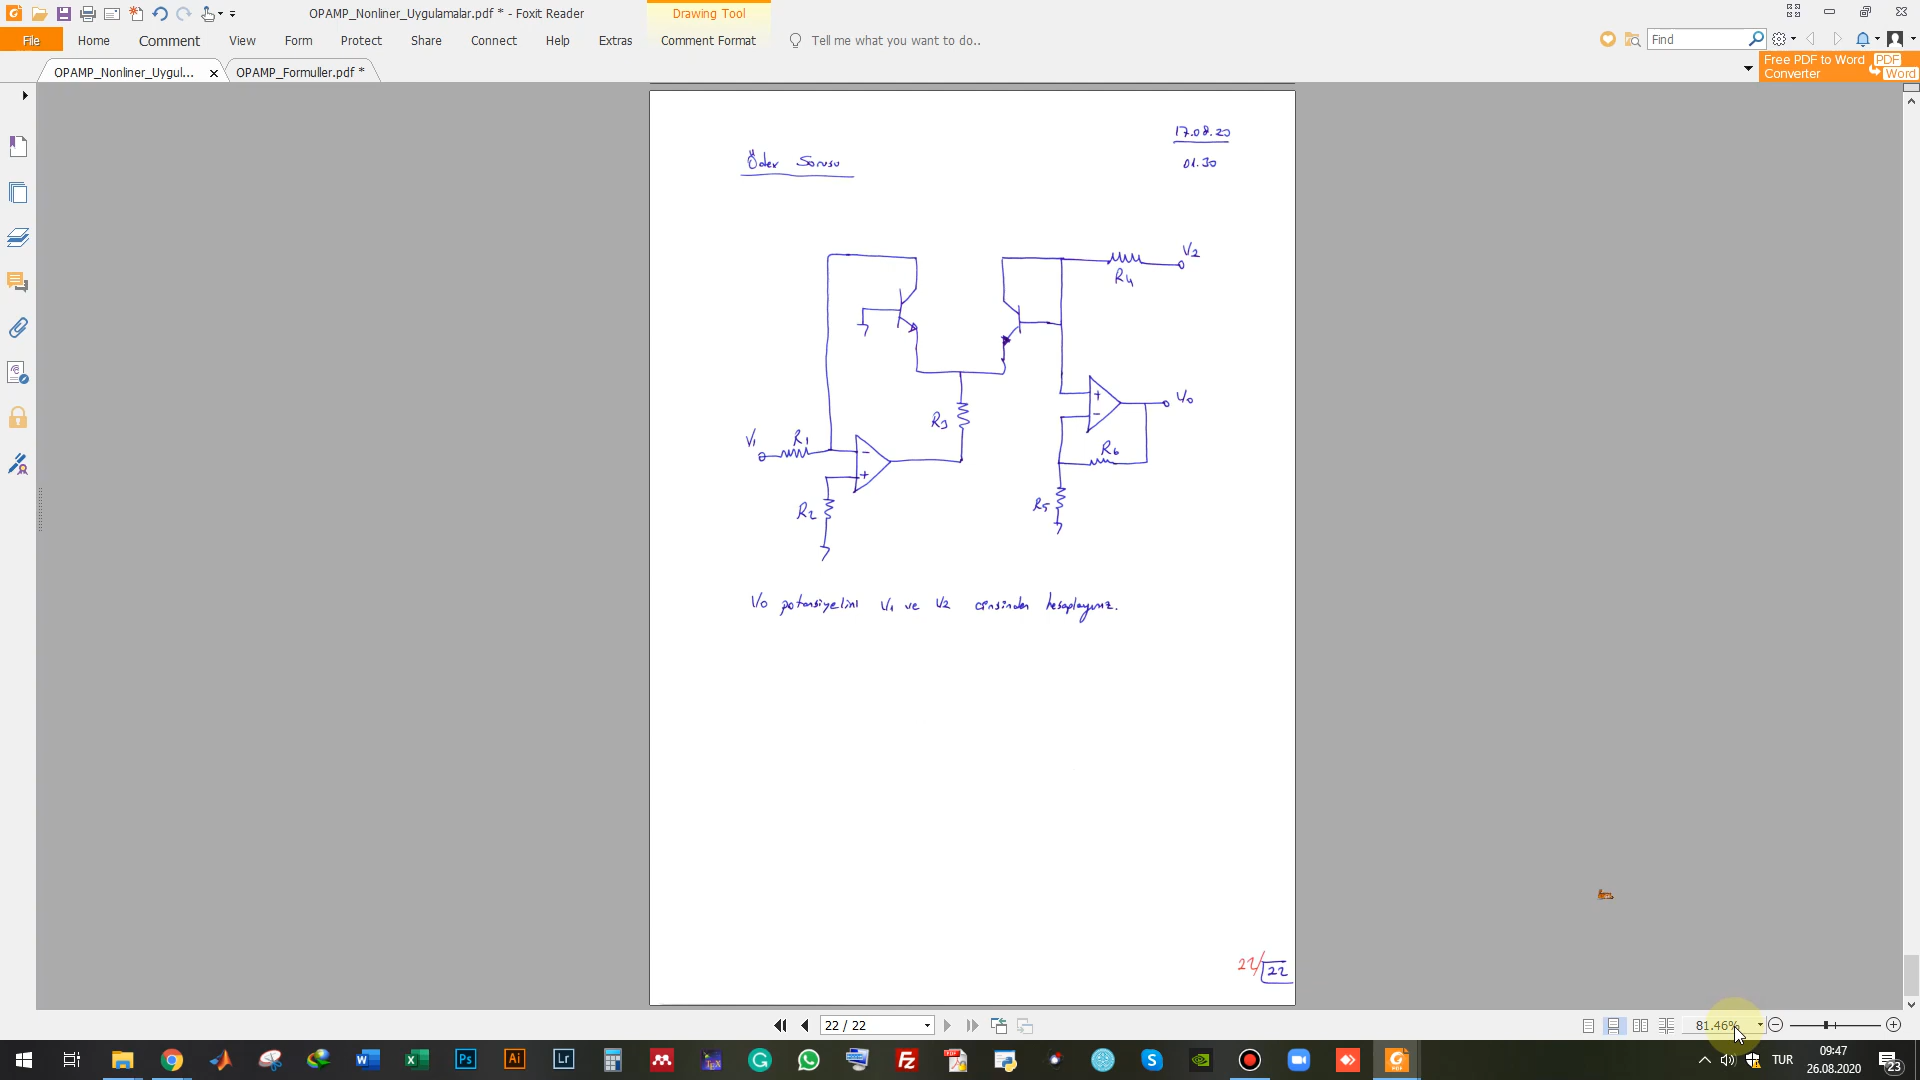 OPAMP_Nonliner_Uygulamalar.pdf * - Foxit Reader
Drawing Tool
File Home Comment View Form Protect Share Connect Help Extras Comment Format Tell me what you want to do.. Find
OPAMP_Nonliner_Uygul... OPAMP_Formuller.pdf *
Free PDF to Word Converter
PDF Word
17.08.20
Ödev Sorusu
01.30
V2
R4
+
V0
-
R3
R6
V1
R1
-
+
R2
R5
V0 potansiyelini V1 ve V2 cinsinden hesaplayınız.
22/22
22 / 22
81.46%
TUR
09:47
26.08.2020
23